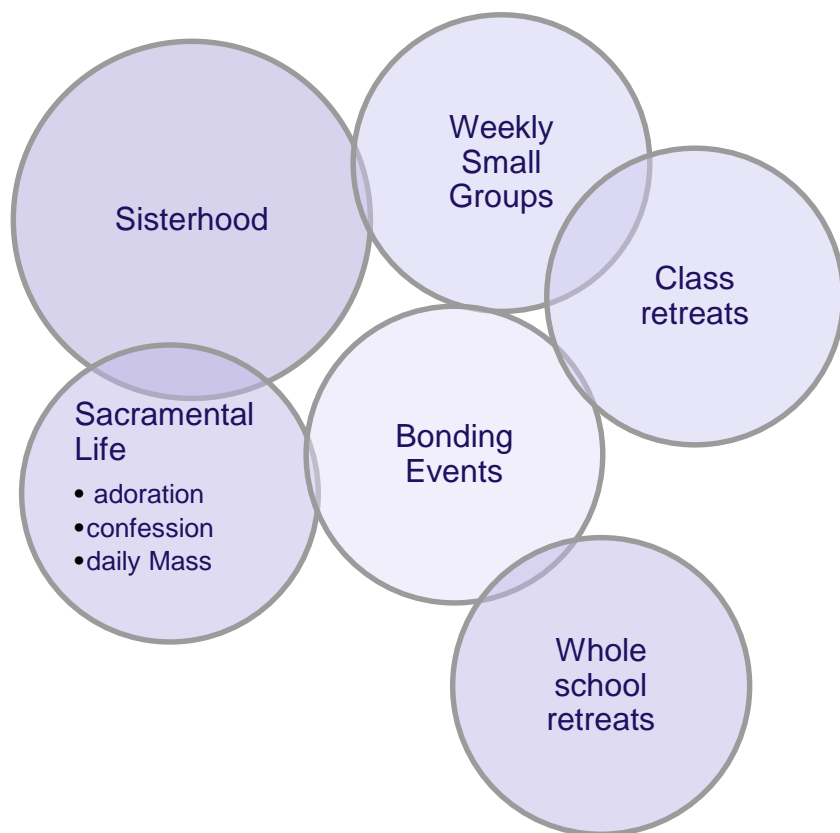 Sisterhood
Weekly
Small
Groups
Class
retreats
Sacramental
Life
• adoration
• confession
• daily Mass
Bonding
Events
Whole
school
retreats